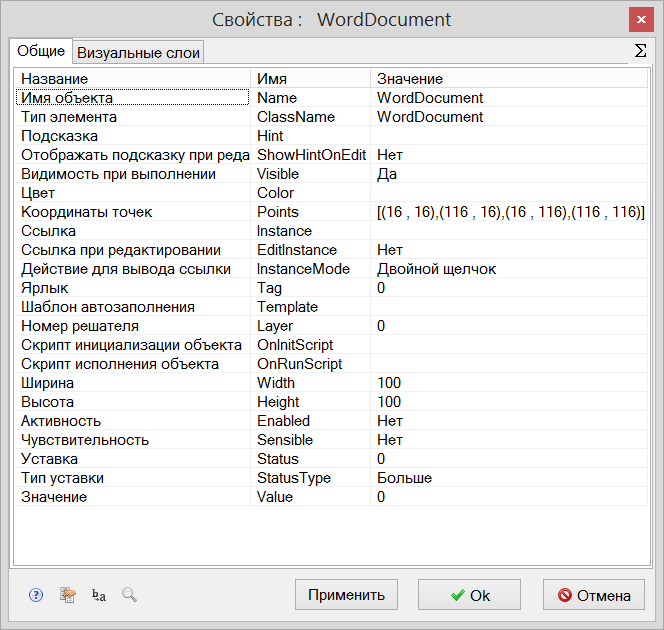 Свойства :   WordDocument
Общие Визуальные слои Σ
Название Имя Значение
Имя объекта Name WordDocument
Тип элемента ClassName WordDocument
Подсказка Hint
Отображать подсказку при реда ShowHintOnEdit Нет
Видимость при выполнении Visible Да
Цвет Color
Координаты точек Points [(16 , 16),(116 , 16),(16 , 116),(116 , 116)]
Ссылка Instance
Ссылка при редактировании EditInstance Нет
Действие для вывода ссылки InstanceMode Двойной щелчок
Ярлык Tag 0
Шаблон автозаполнения Template
Номер решателя Layer 0
Скрипт инициализации объекта OnInitScript
Скрипт исполнения объекта OnRunScript
Ширина Width 100
Высота Height 100
Активность Enabled Нет
Чувствительность Sensible Нет
Уставка Status 0
Тип уставки StatusType Больше
Значение Value 0
? ba Применить Ok Отмена